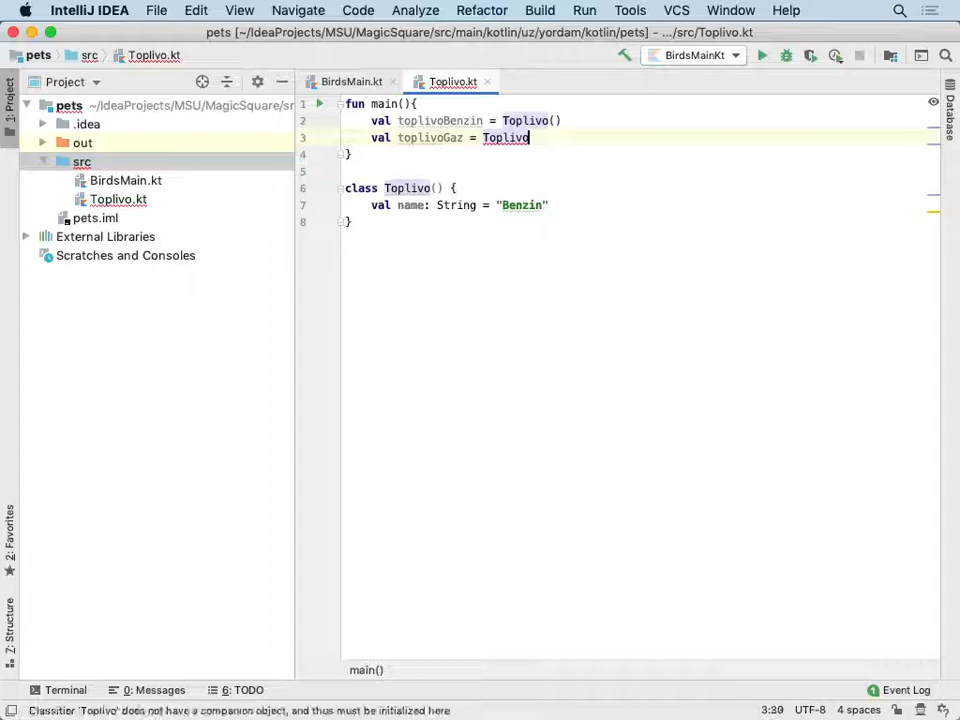 IntelliJ IDEA File Edit View Navigate Code Analyze Refactor Build Run Tools VCS Window Help
pets [~/IdeaProjects/MSU/MagicSquare/src/main/kotlin/uz/yordam/kotlin/pets] - .../src/Toplivo.kt
pets src Toplivo.kt BirdsMainKt
1: Project
Project
BirdsMain.kt Toplivo.kt
Database
pets ~/IdeaProjects/MSU/MagicSquare/sr
.idea
out
src
BirdsMain.kt
Toplivo.kt
pets.iml
External Libraries
Scratches and Consoles
1 fun main(){
2 val toplivoBenzin = Toplivo()
3 val toplivoGaz = Toplivo
4 }
5
6 class Toplivo() {
7 val name: String = "Benzin"
8 }
2: Favorites
7: Structure
main()
Terminal 0: Messages 6: TODO 1 Event Log
Classifier 'Toplivo' does not have a companion object, and thus must be initialized here 3:39 UTF-8 4 spaces